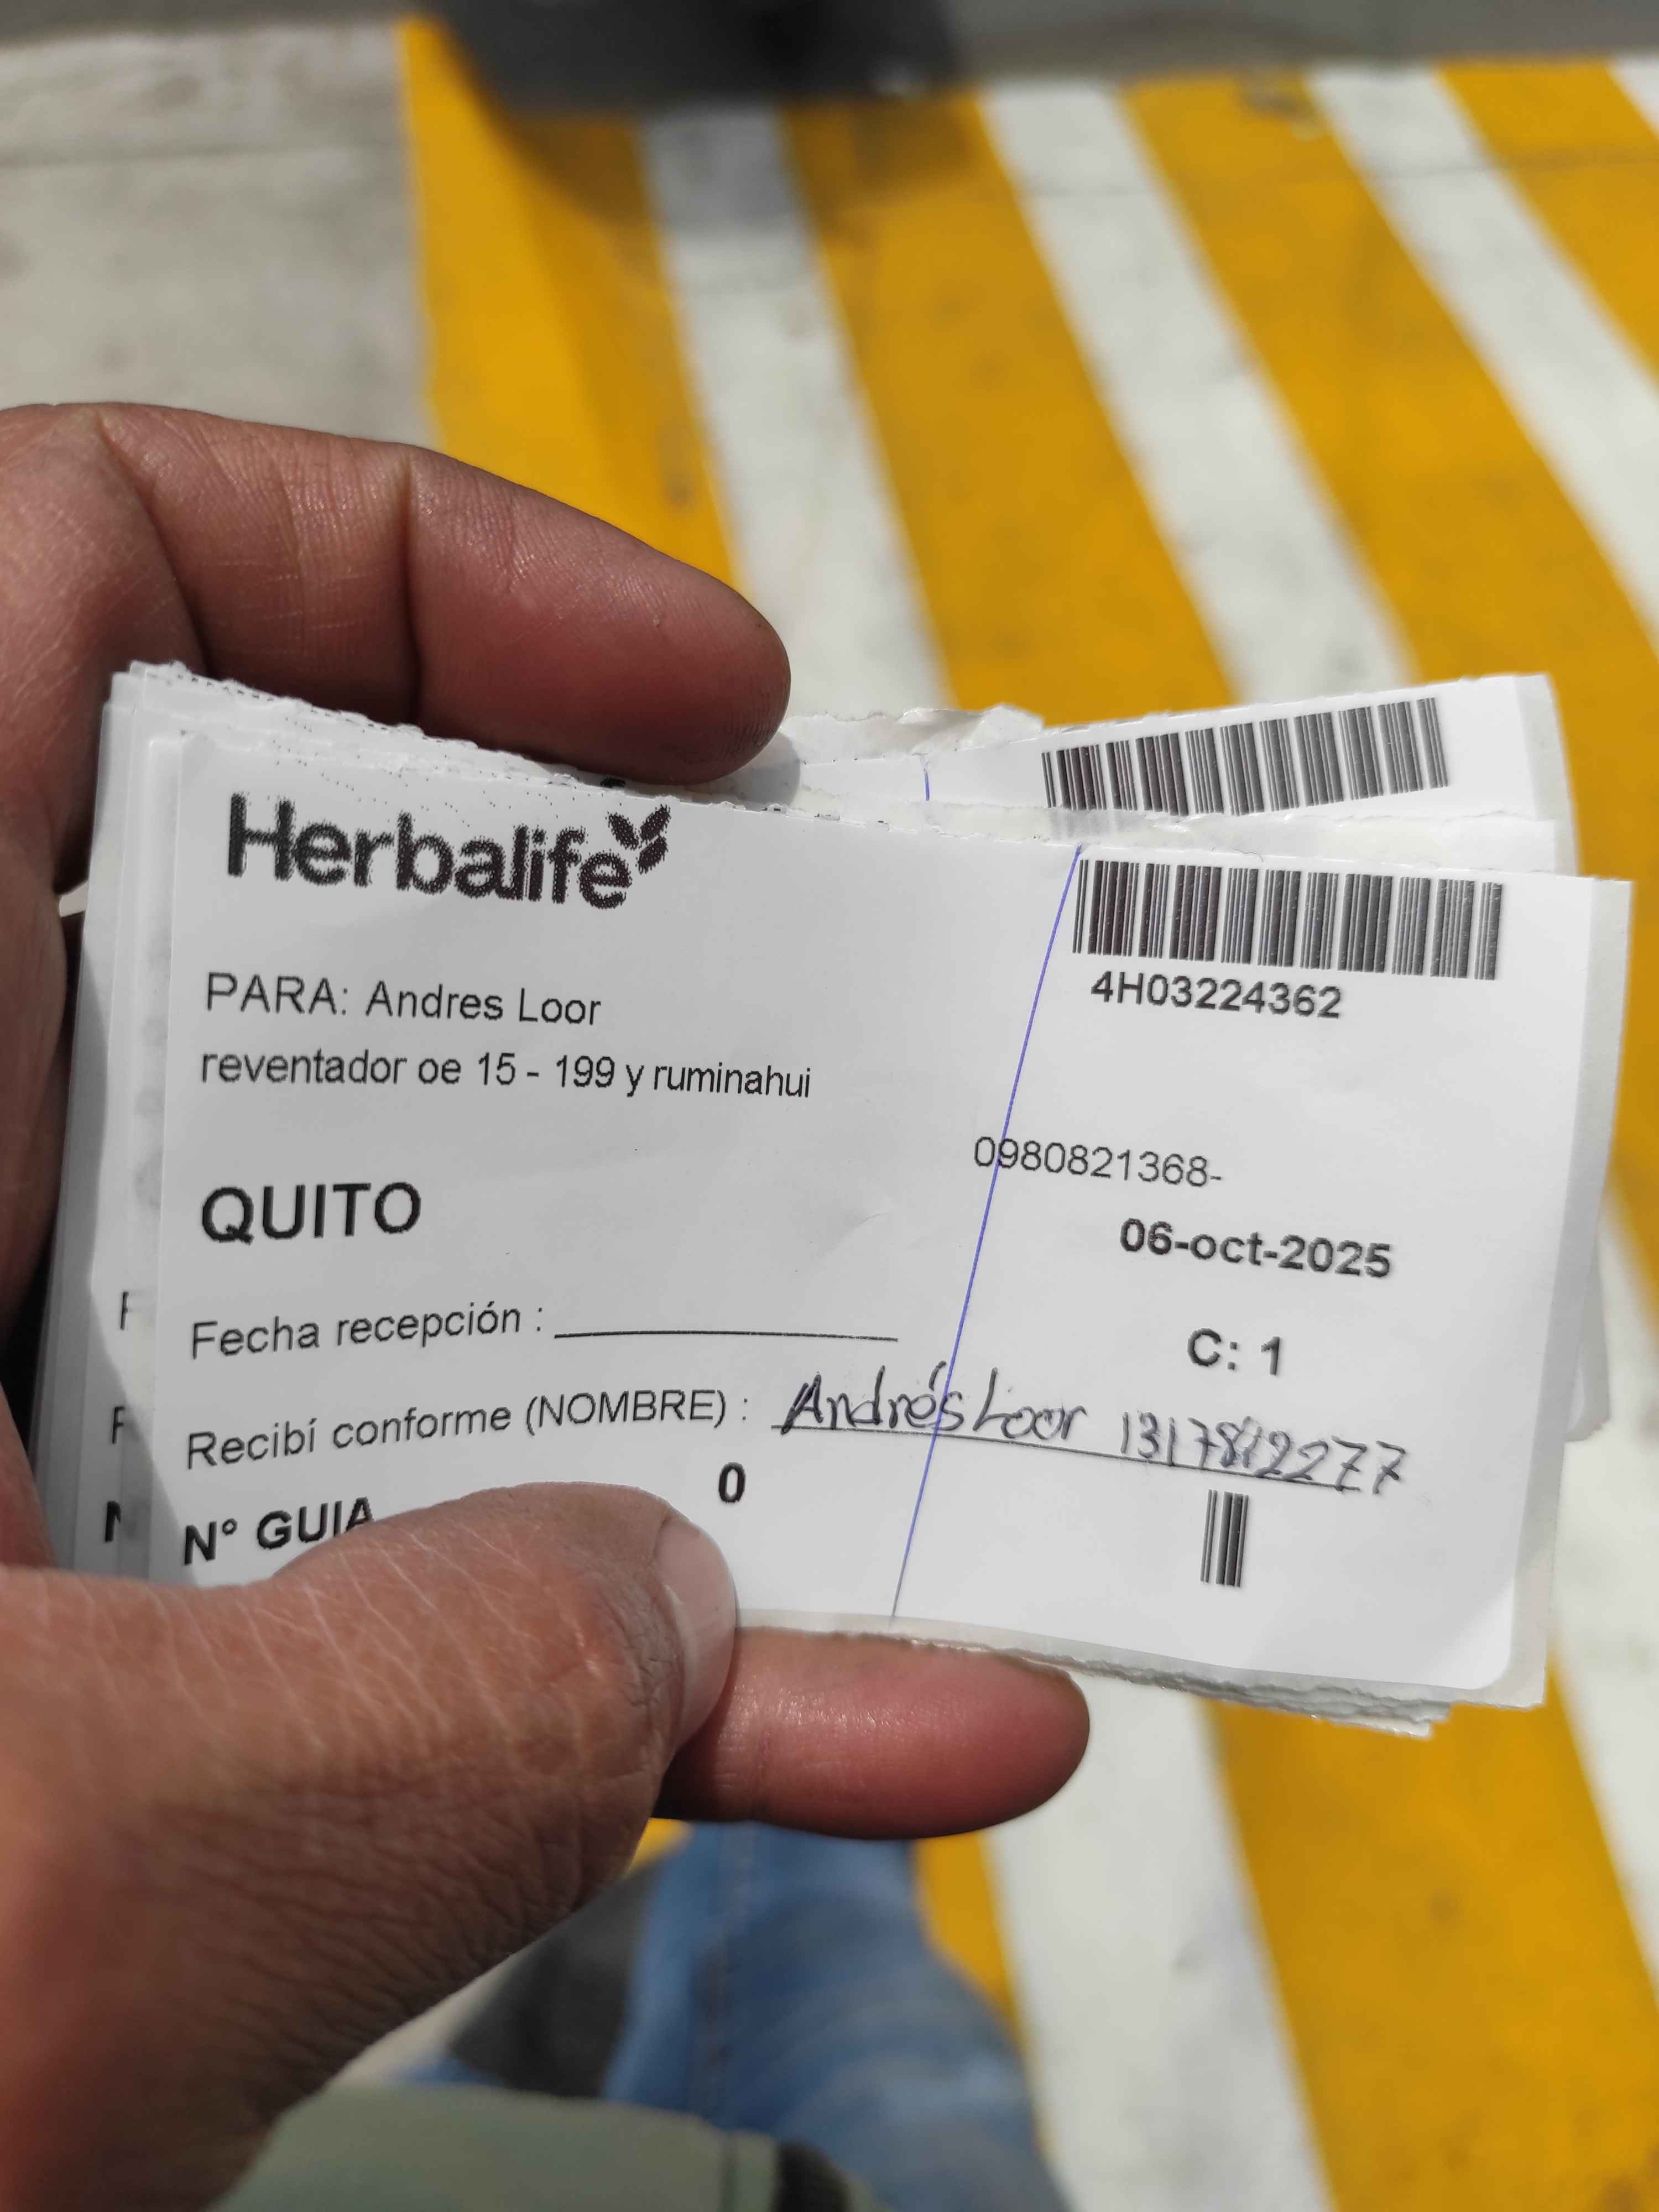 Herbalife
4H03224362
PARA: Andres Loor
reventador oe 15 - 199 y ruminahui
0980821368-
QUITO
06-oct-2025
Fecha recepción :
C: 1
Recibí conforme (NOMBRE) : Andrés Loor
0
N° GUIA